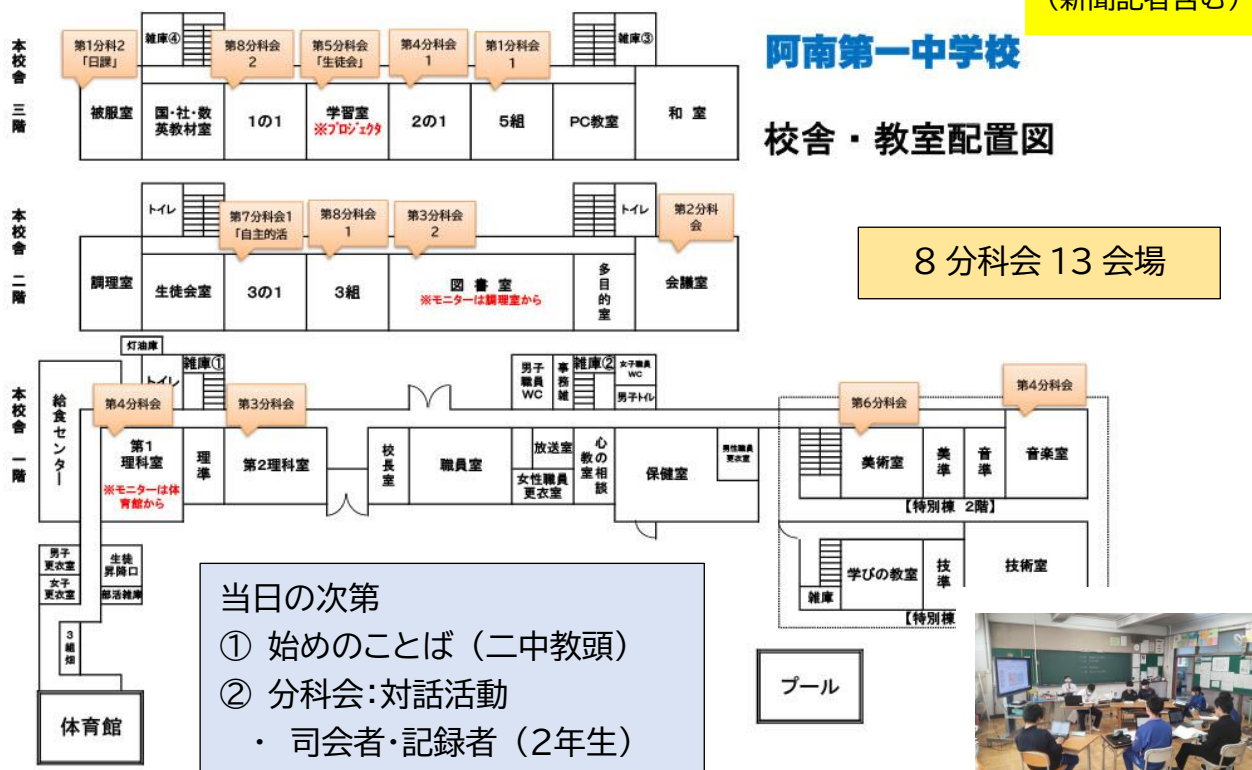 (新聞記者含む)
阿南第一中学校
校舎・教室配置図
8分科会13会場
本校舎 三階
雑庫④
雑庫③
第1分科2
「日課」
第8分科会
2
第5分科会
「生徒会」
第4分科会
1
第1分科会
1
被服室
国・社・数
英教材室
1の1
学習室
※プロジェクタ
2の1
5組
PC教室
和 室
本校舎 二階
トイレ
トイレ
第7分科会1
「自主的活
第8分科会
1
第3分科会
2
第2分科
会
調理室
生徒会室
3の1
3組
図 書 室
※モニターは調理室から
多目的室
会議室
本校舎 一階
灯油庫
トイレ
雑庫①
男子
職員
WC
事務雑
雑庫②
女子職員
WC
男子トイレ
第4分科会
第3分科会
第6分科会
第4分科会
給食センター
第1
理科室
※モニターは体
育館から
理準
第2理科室
校長室
職員室
放送室
女性職員
更衣室
心の相談
教室
保健室
男性職員
更衣室
美術室
美準
音準
音楽室
【特別棟 2階】
男子
更衣室
女子
更衣室
生徒
昇降口
部活雑庫
3組畑
体育館
雑庫
学びの教室
技準
技術室
【特別棟
プール
当日の次第
① 始めのことば(二中教頭)
② 分科会:対話活動
・ 司会者・記録者(2年生)